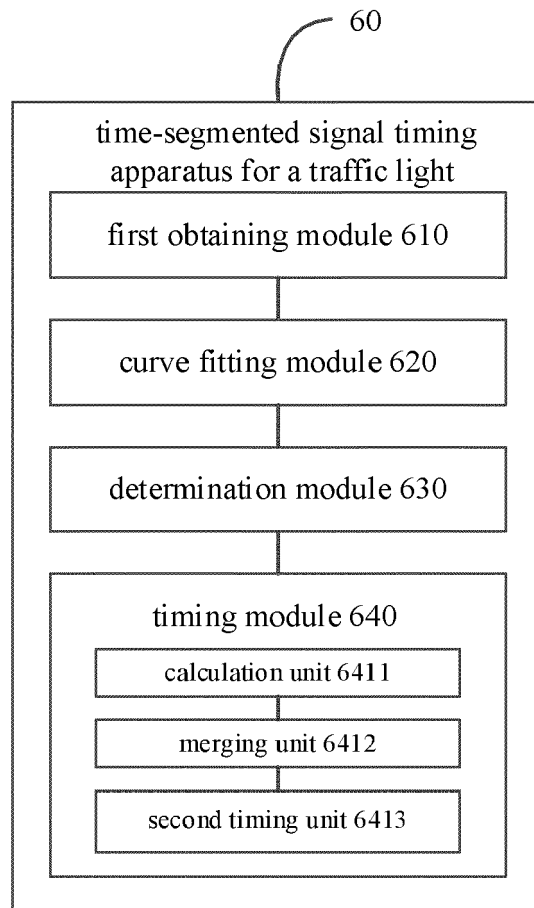 60
time-segmented signal timing
apparatus for a traffic light
first obtaining module 610
curve fitting module 620
determination module 630
timing module 640
calculation unit 6411
merging unit 6412
second timing unit 6413